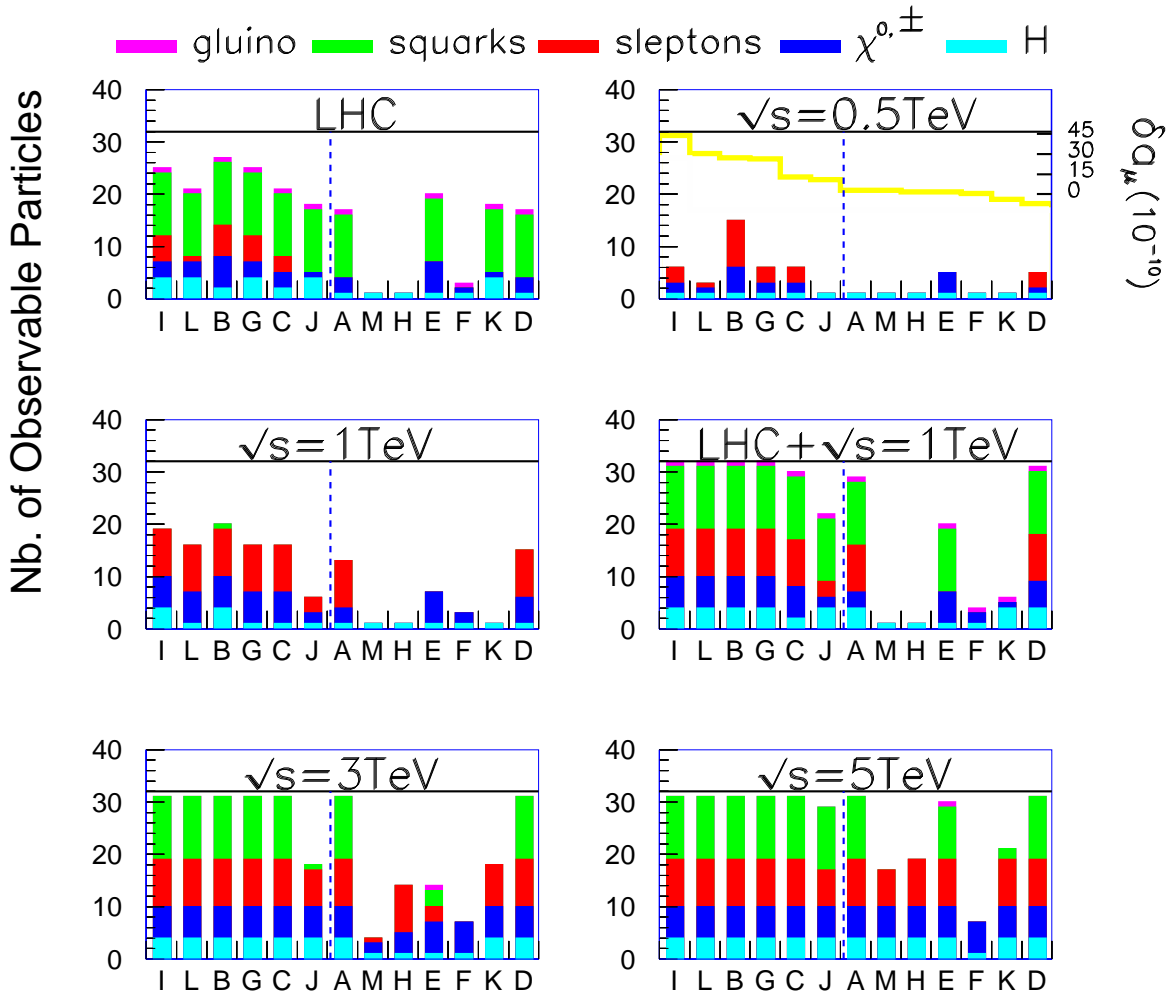 gluino squarks sleptons χ⁰,± H
Nb. of Observable Particles
LHC
40
30
20
10
0
I L B G C J A M H E F K D
√s=0.5TeV
40
30
20
10
0
45
30
15
0
δaμ (10⁻¹⁰)
I L B G C J A M H E F K D
√s=1TeV
40
30
20
10
0
I L B G C J A M H E F K D
LHC+√s=1TeV
40
30
20
10
0
I L B G C J A M H E F K D
√s=3TeV
40
30
20
10
0
I L B G C J A M H E F K D
√s=5TeV
40
30
20
10
0
I L B G C J A M H E F K D